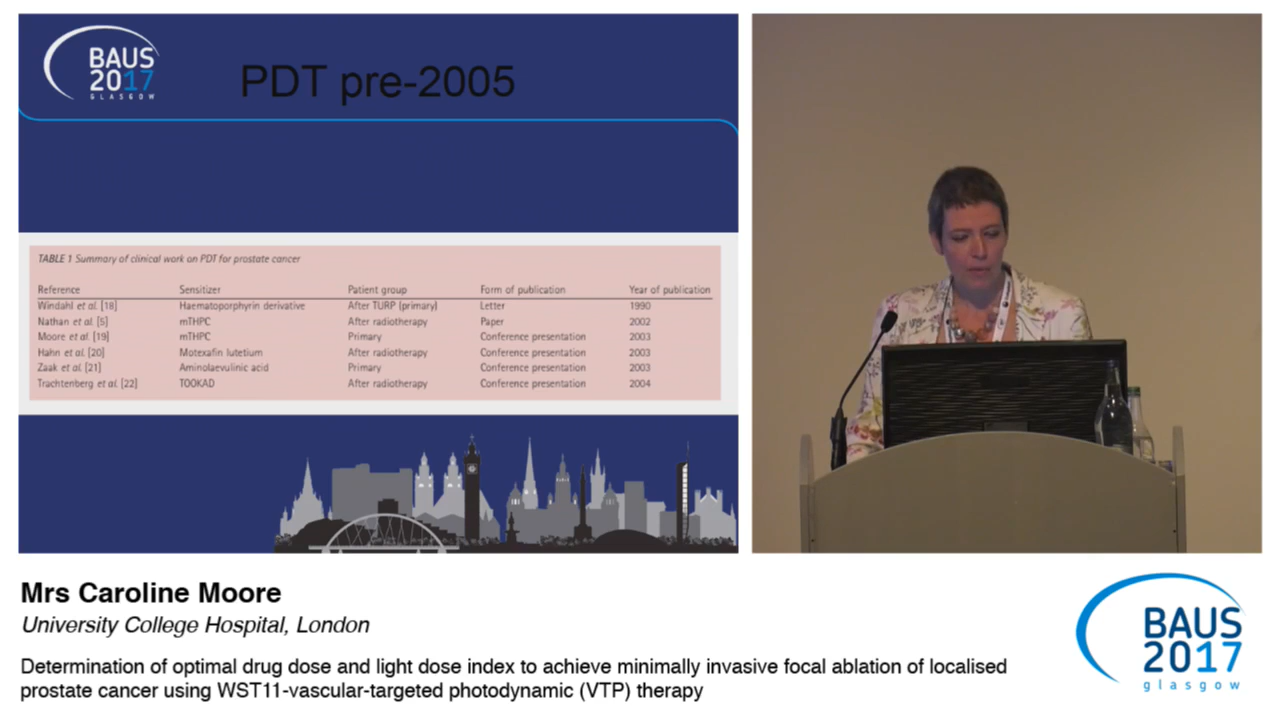 BAUS
2017
GLASGOW
PDT pre-2005
TABLE 1 Summary of clinical work on PDT for prostate cancer
Reference Sensitizer Patient group Form of publication Year of publication
Windahl et al. [18] Haematoporphyrin derivative After TURP (primary) Letter 1990
Nathan et al. [5] mTHPC After radiotherapy Paper 2002
Moore et al. [19] mTHPC Primary Conference presentation 2003
Hahn et al. [20] Motexafin lutetium After radiotherapy Conference presentation 2003
Zaak et al. [21] Aminolaevulinic acid Primary Conference presentation 2003
Trachtenberg et al. [22] TOOKAD After radiotherapy Conference presentation 2004
Mrs Caroline Moore
University College Hospital, London
Determination of optimal drug dose and light dose index to achieve minimally invasive focal ablation of localised
prostate cancer using WST11-vascular-targeted photodynamic (VTP) therapy
BAUS
2017
glasgow